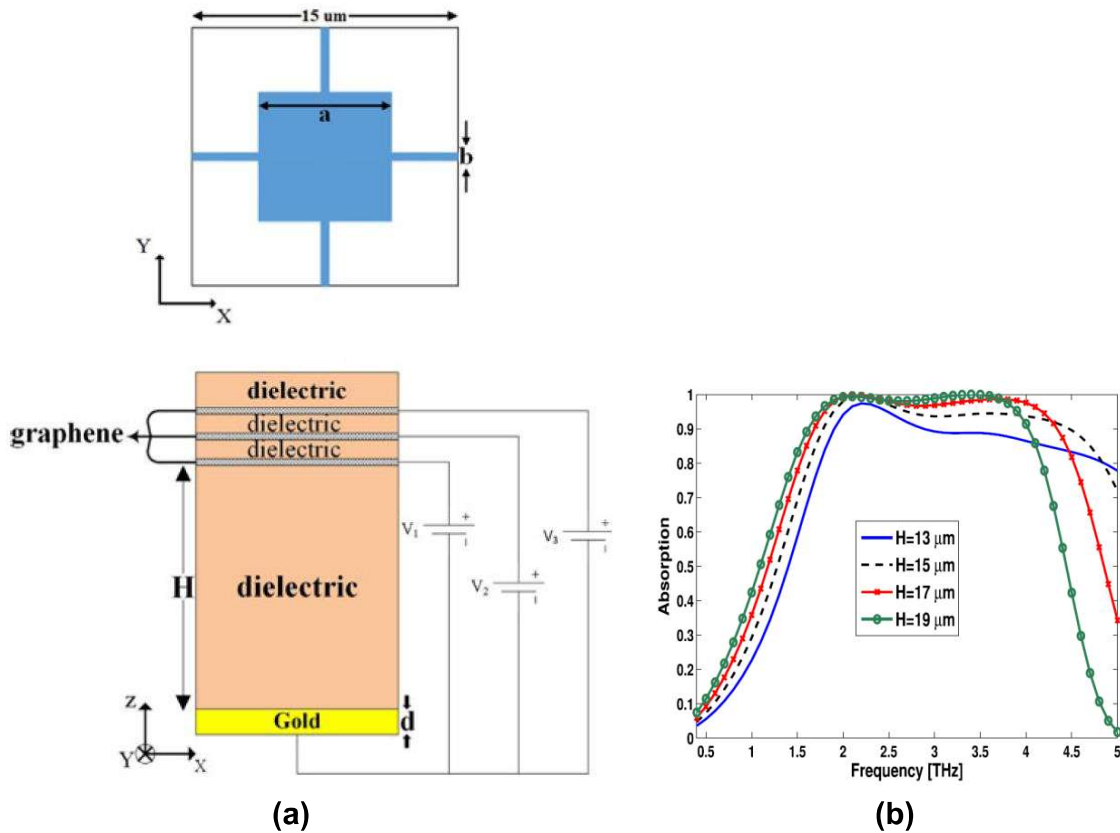 15 um
a
b
Y
X
dielectric
dielectric
graphene
dielectric
V₁
+
-
V₂
+
-
V₃
+
-
H
dielectric
Z
Gold
d
Y
X
(a)
1
0.9
0.8
0.7
0.6
0.5
0.4
0.3
0.2
0.1
0
Absorption
H=13 µm
H=15 µm
H=17 µm
H=19 µm
0.5
1
1.5
2
2.5
3
3.5
4
4.5
5
Frequency [THz]
(b)